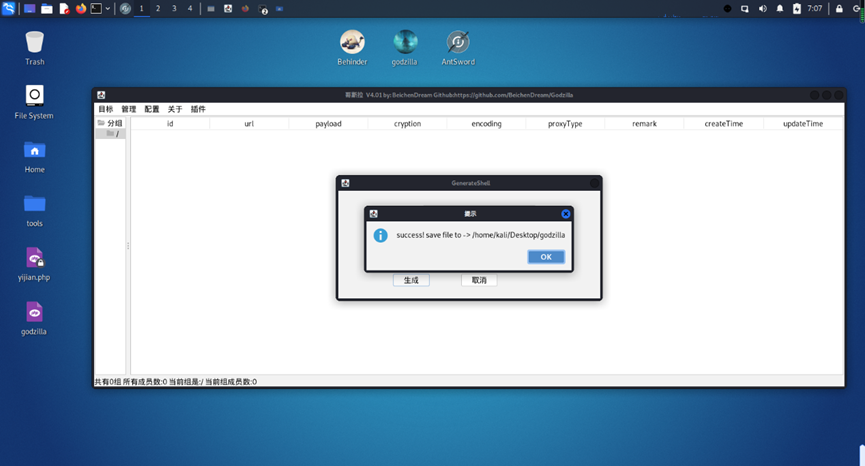 1 2 3 4
2
7:07
Trash
File System
Home
tools
yijian.php
godzilla
Behinder
godzilla
AntSword
哥斯拉 V4.01 by: BeichenDream Github:https://github.com/BeichenDream/Godzilla
目标 管理 配置 关于 插件
分组
/
id url payload cryption encoding proxyType remark createTime updateTime
GenerateShell
提示
success! save file to -> /home/kali/Desktop/godzilla
OK
生成 取消
共有0组 所有成员数:0 当前组是:/ 当前组成员数:0